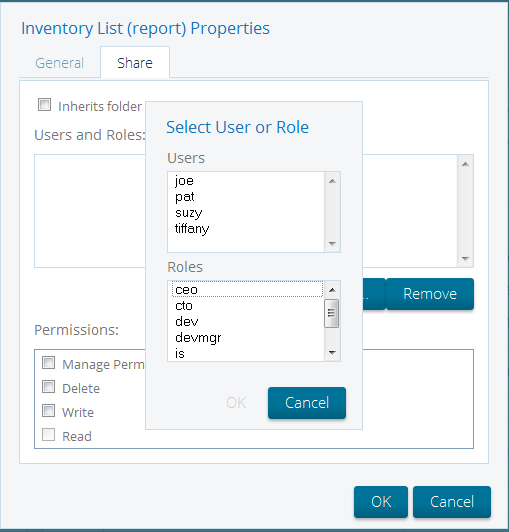 Inventory List (report) Properties
General
Share
Inherits folder
Users and Roles:
Select User or Role
Users
joe
pat
suzy
tiffany
Roles
ceo
cto
dev
devmgr
is
OK
Cancel
..
Remove
Permissions:
Manage Perm
Delete
Write
Read
OK
Cancel